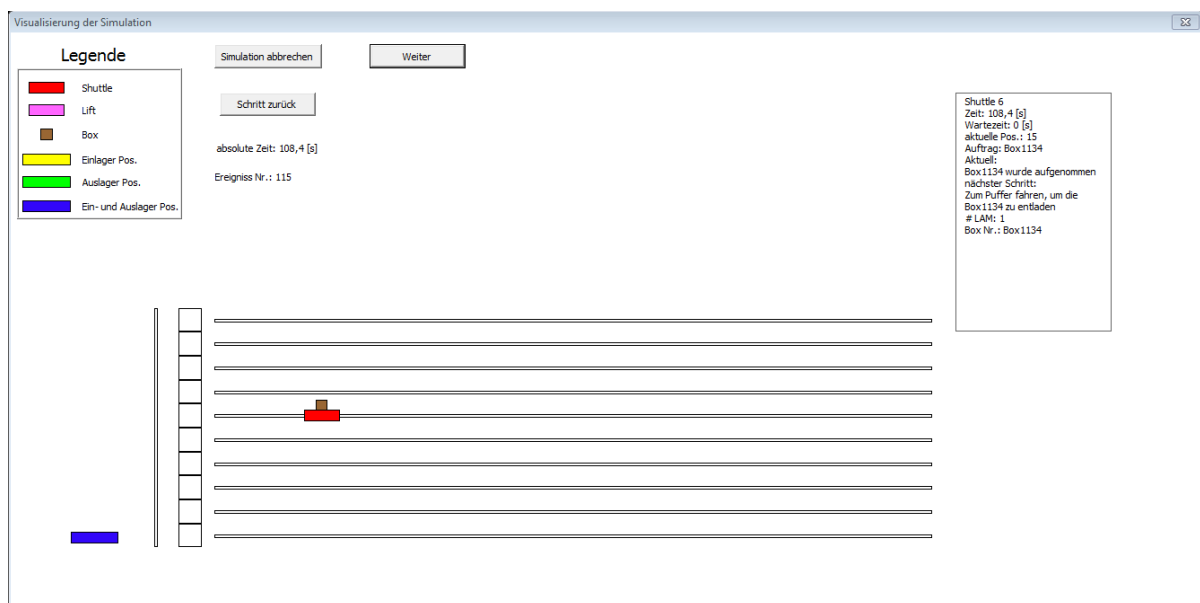 Visualisierung der Simulation
Legende
Shuttle
Lift
Box
Einlager Pos.
Auslager Pos.
Ein- und Auslager Pos.
Simulation abbrechen
Weiter
Schritt zurück
absolute Zeit: 108,4 [s]
Ereigniss Nr.: 115
Shuttle 6
Zeit: 108,4 [s]
Wartezeit: 0 [s]
aktuelle Pos.: 15
Auftrag: Box1134
Aktuell:
Box1134 wurde aufgenommen
nächster Schritt:
Zum Puffer fahren, um die
Box1134 zu entladen
# LAM: 1
Box Nr.: Box1134